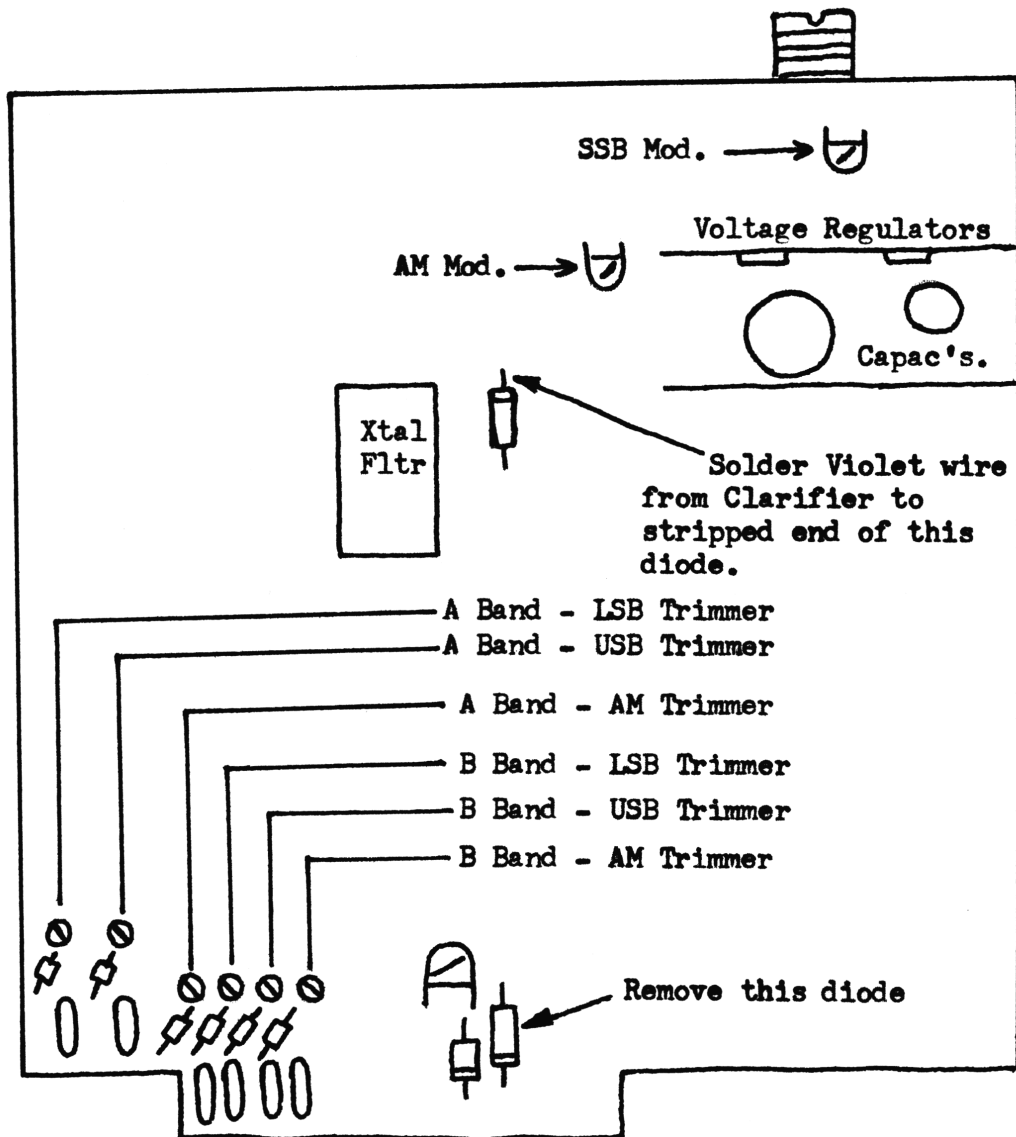 SSB Mod.
Voltage Regulators
AM Mod.
Capac's.
Xtal
Fltr
Solder Violet wire
from Clarifier to
stripped end of this
diode.
A Band - LSB Trimmer
A Band - USB Trimmer
A Band - AM Trimmer
B Band - LSB Trimmer
B Band - USB Trimmer
B Band - AM Trimmer
Remove this diode